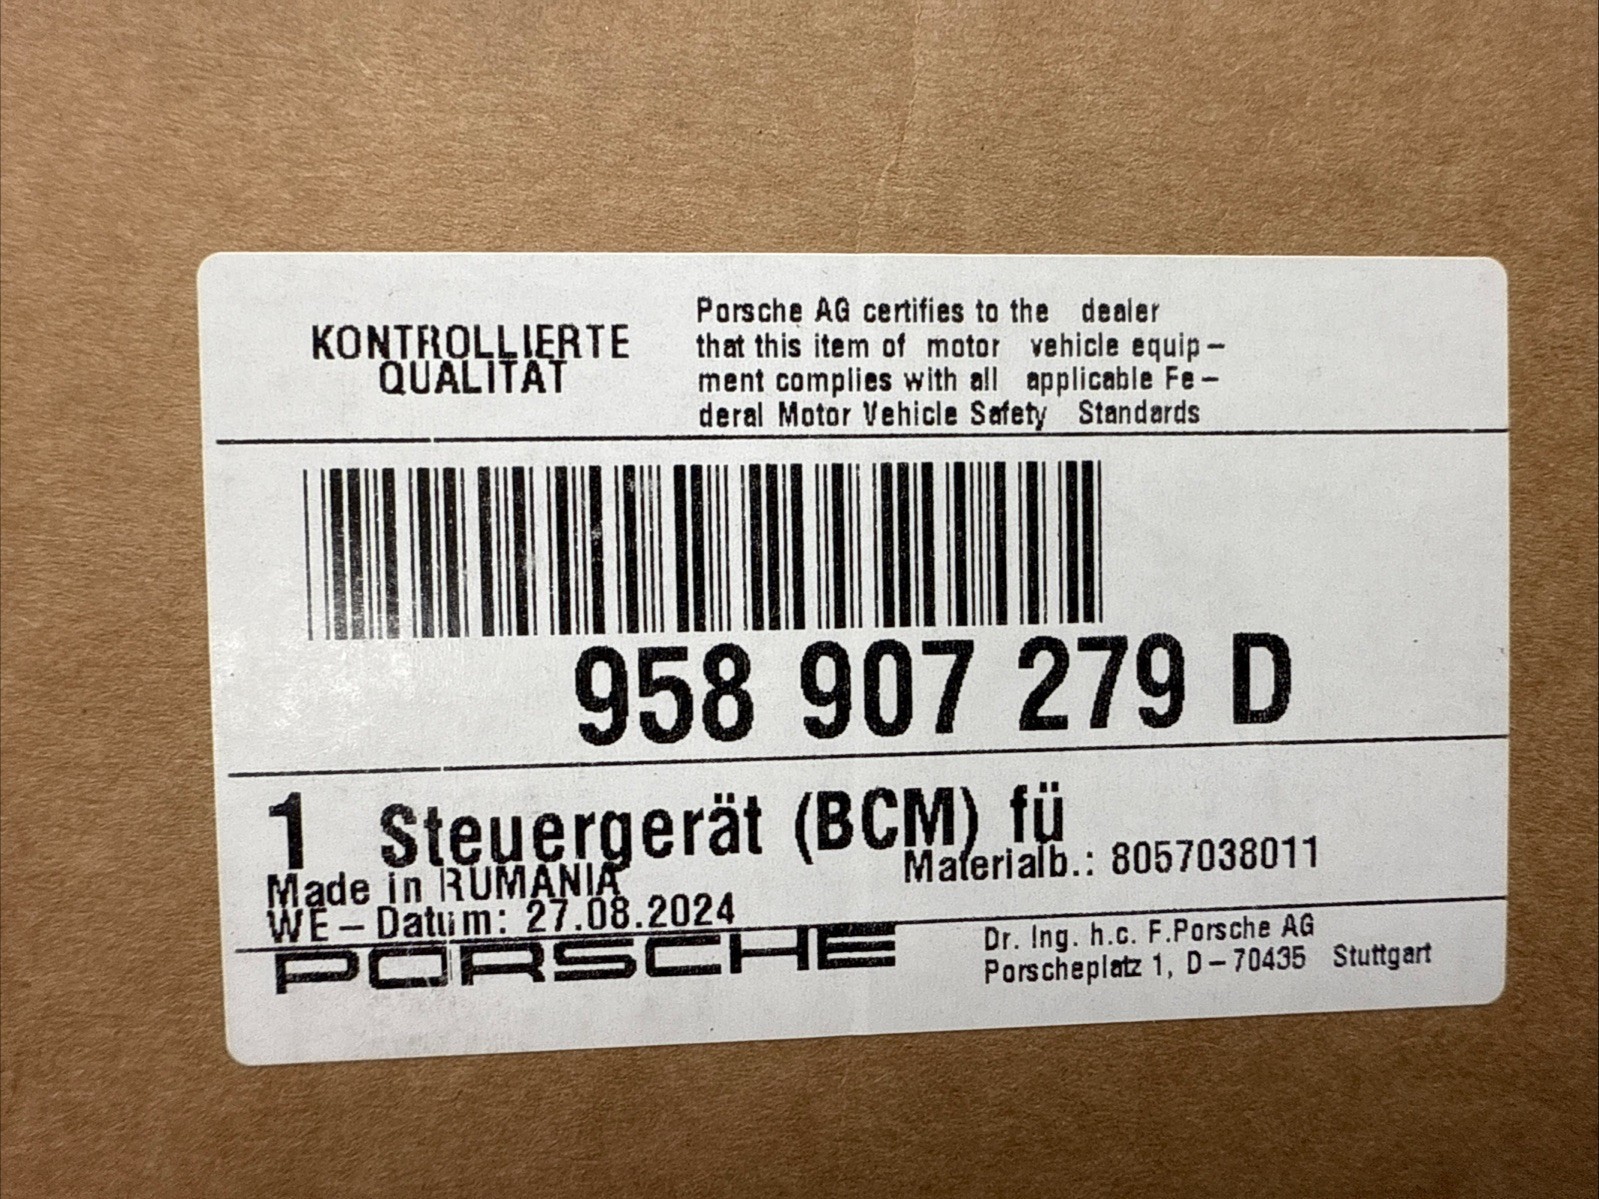 KONTROLLIERTE
QUALITÄT
Porsche AG certifies to the dealer
that this item of motor vehicle equip-
ment complies with all applicable Fe-
deral Motor Vehicle Safety Standards
958 907 279 D
1 Steuergerät (BCM) fü
Materialb.: 8057038011
Made in RUMÄNIA
WE-Datum: 27.08.2024
PORSCHE
Dr. Ing. h.c. F.Porsche AG
Porscheplatz 1, D-70435 Stuttgart